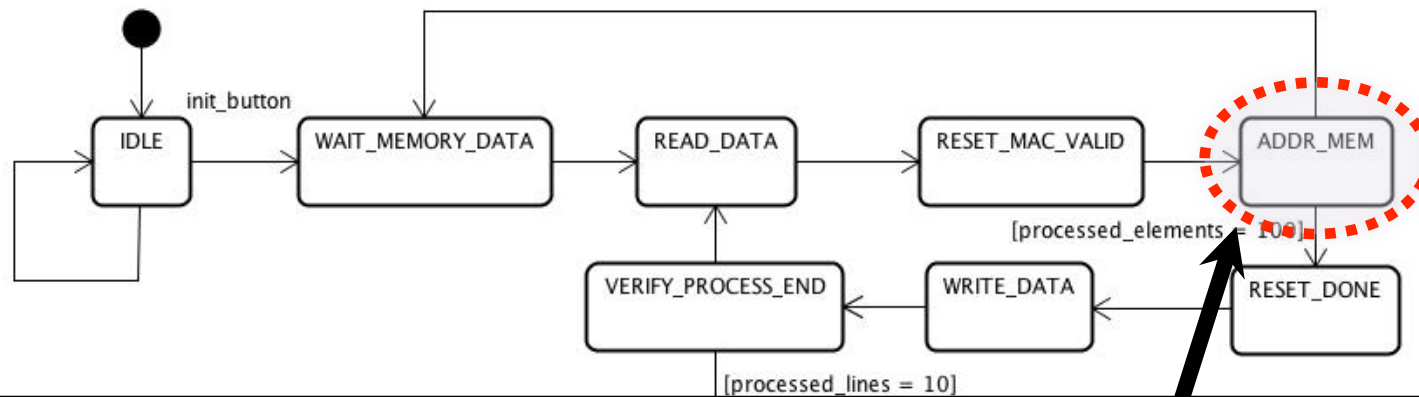 init_button
IDLE
WAIT_MEMORY_DATA
READ_DATA
RESET_MAC_VALID
ADDR_MEM
[processed_elements = 100]
VERIFY_PROCESS_END
WRITE_DATA
RESET_DONE
[processed_lines = 10]